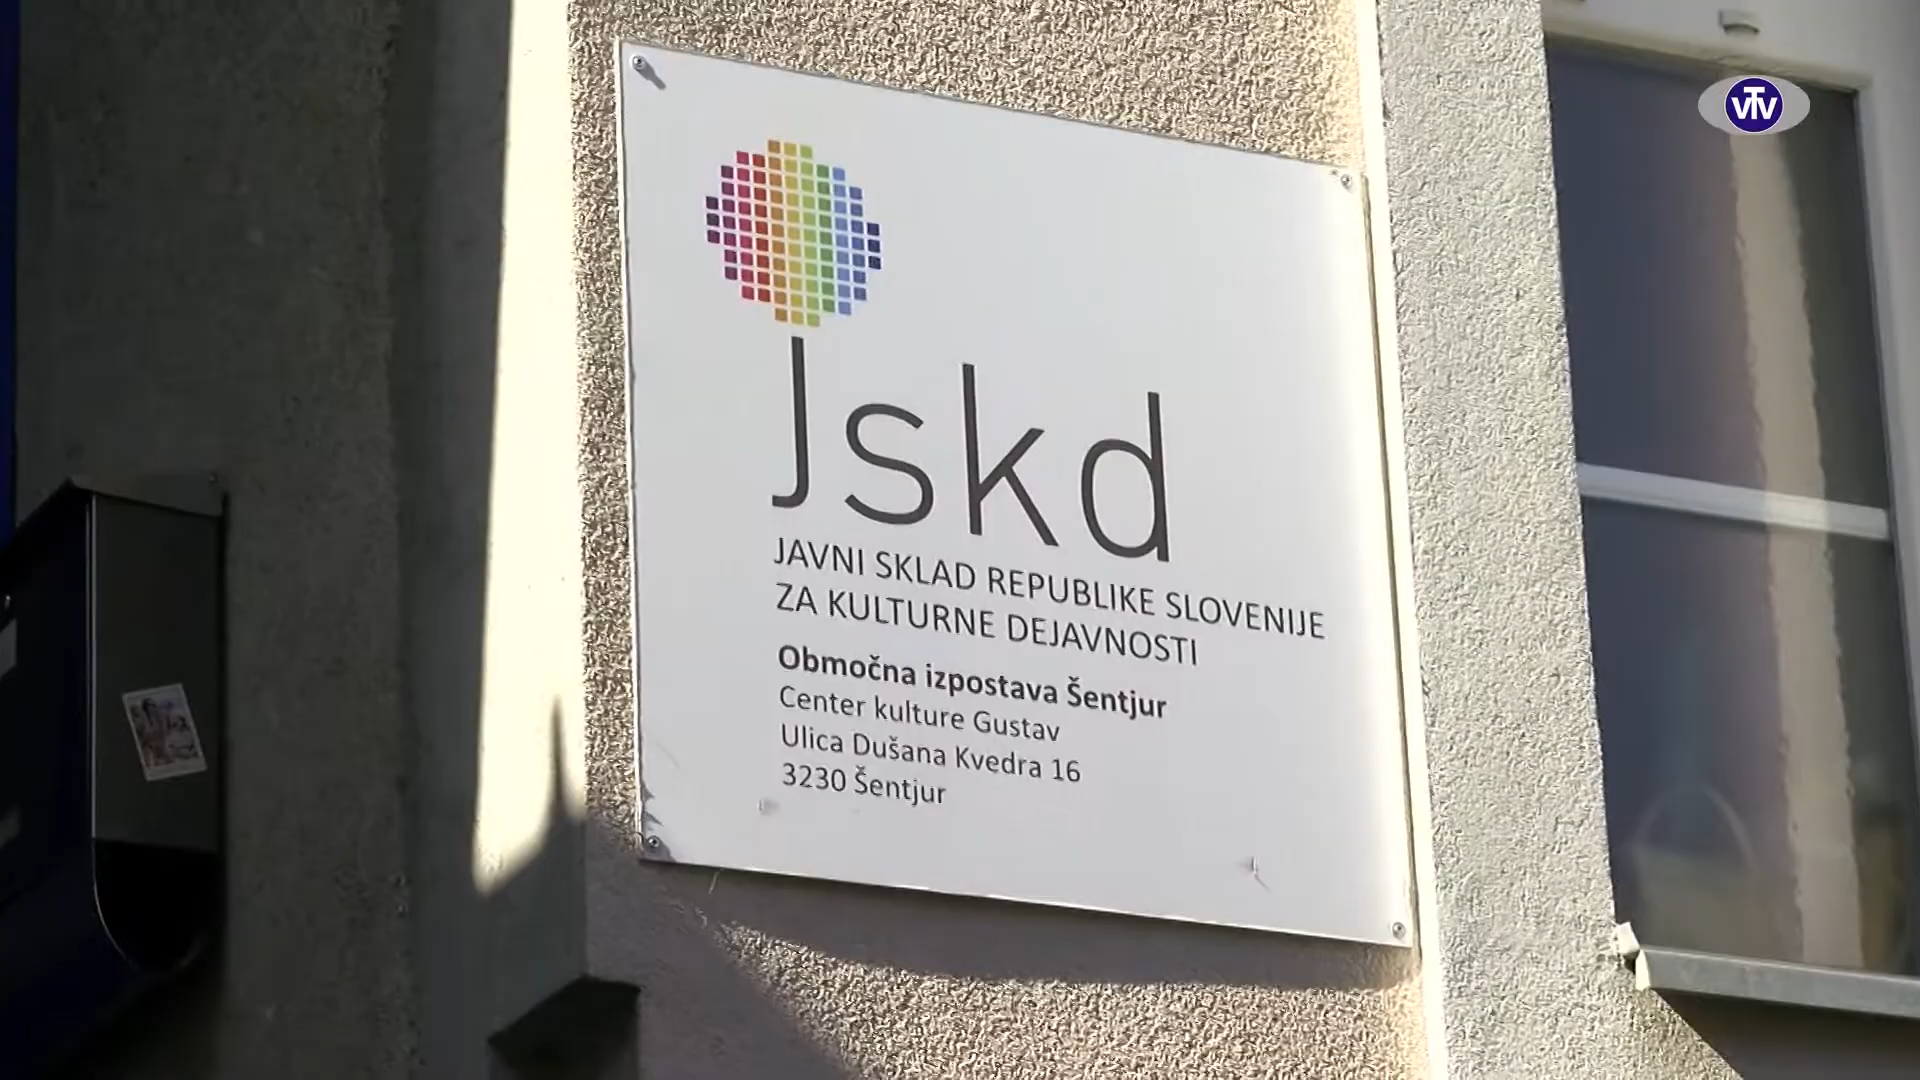 VTV
Jskd
JAVNI SKLAD REPUBLIKE SLOVENIJE
ZA KULTURNE DEJAVNOSTI
Območna izpostava Šentjur
Center kulture Gustav
Ulica Dušana Kvedra 16
3230 Šentjur